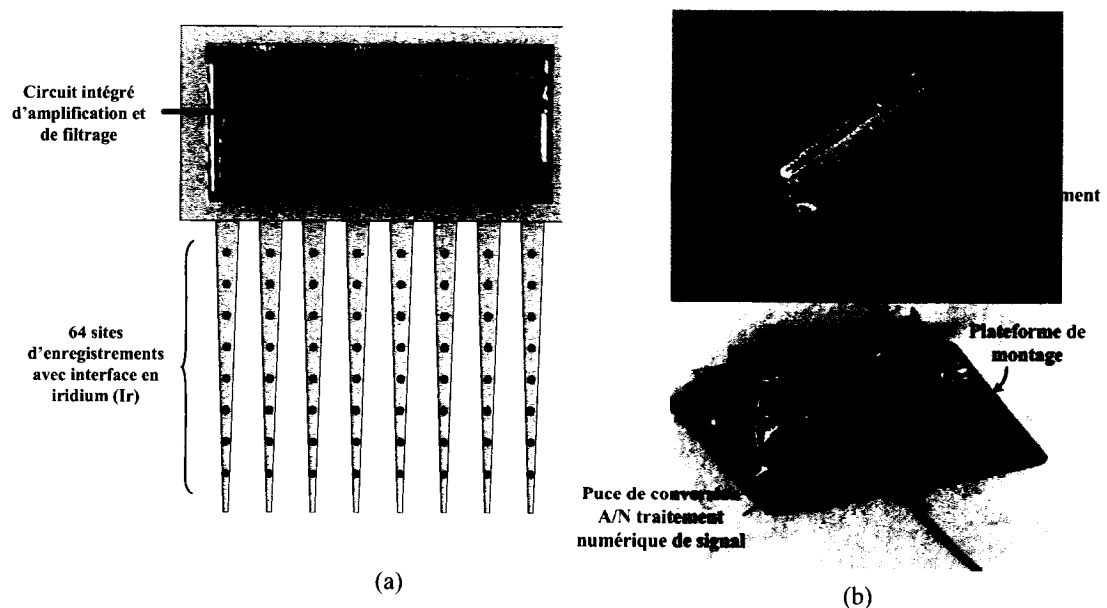 Circuit intégré
d'amplification et
de filtrage
64 sites
d'enregistrements
avec interface en
iridium (Ir)
(a)
Plateforme de
montage
Puce de conversion
A/N traitement
numérique de signal
(b)